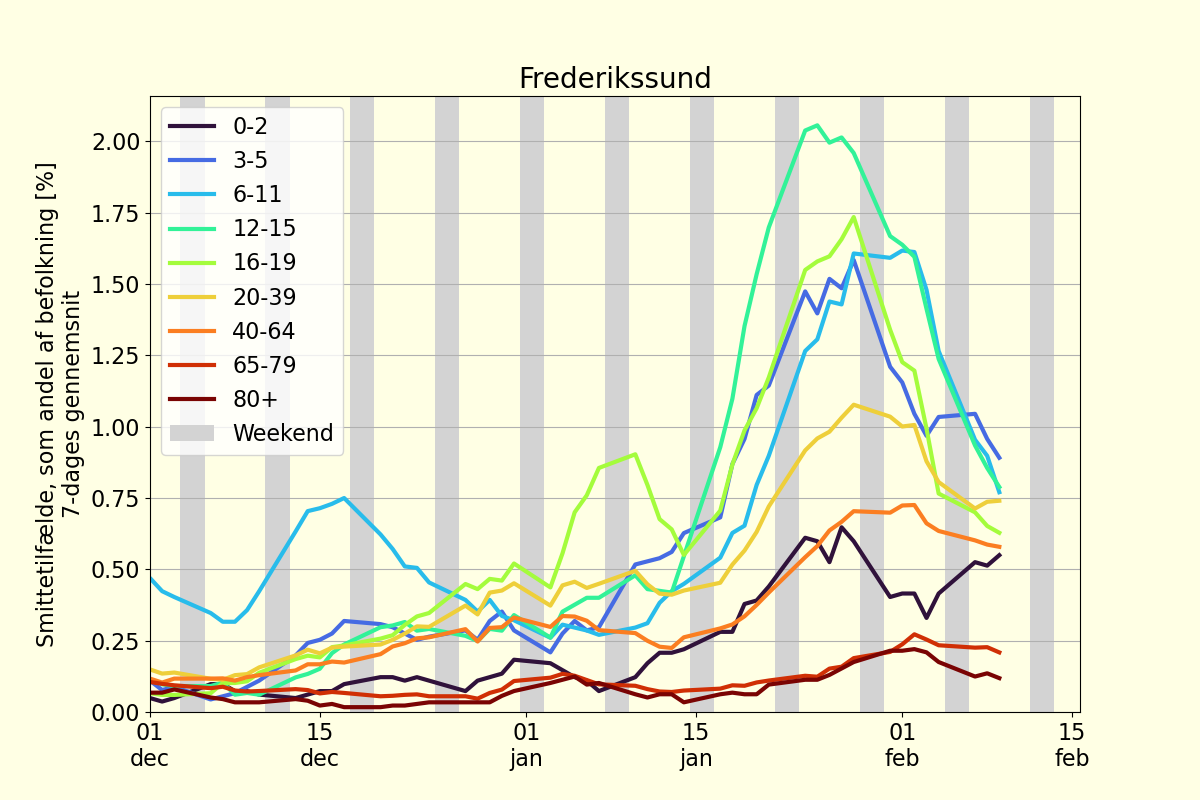 Frederikssund
Smittetilfælde, som andel af befolkning [%]
7-dages gennemsnit
2.00
1.75
1.50
1.25
1.00
0.75
0.50
0.25
0.00
0-2
3-5
6-11
12-15
16-19
20-39
40-64
65-79
80+
Weekend
01
dec
15
dec
01
jan
15
jan
01
feb
15
feb